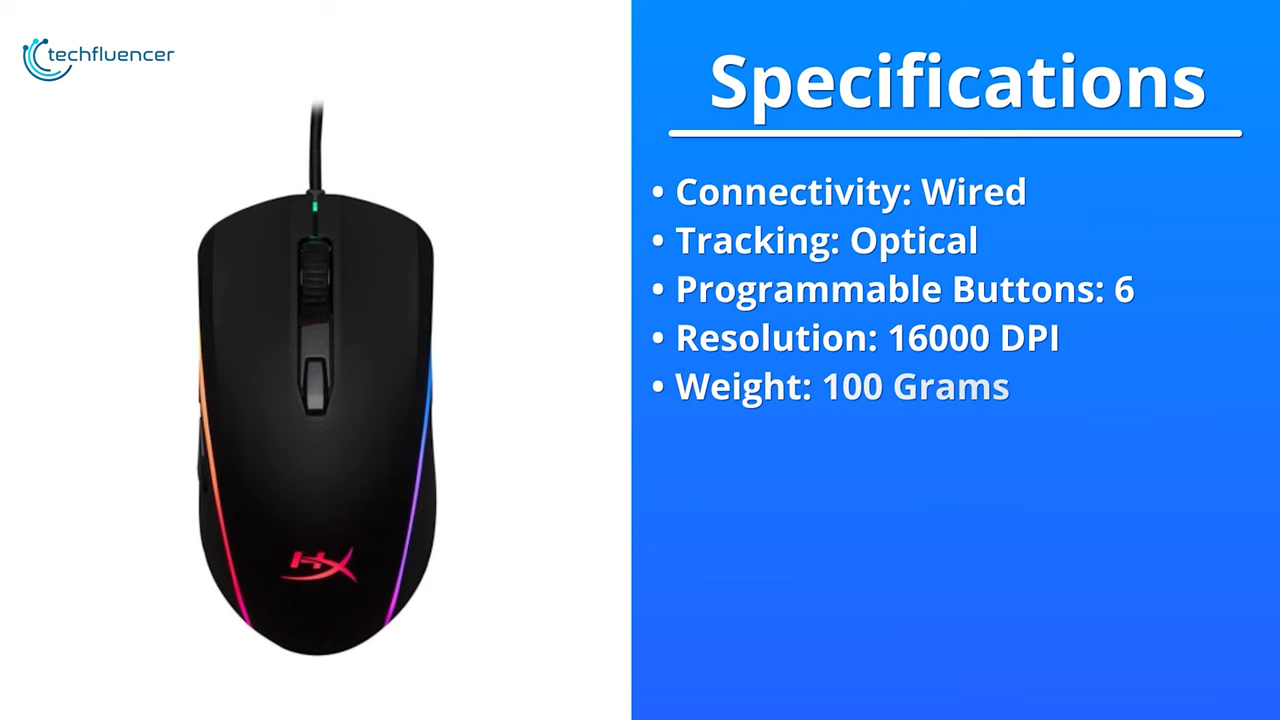 techfluencer
Specifications
• Connectivity: Wired
• Tracking: Optical
• Programmable Buttons: 6
• Resolution: 16000 DPI
• Weight: 100 Grams
HX